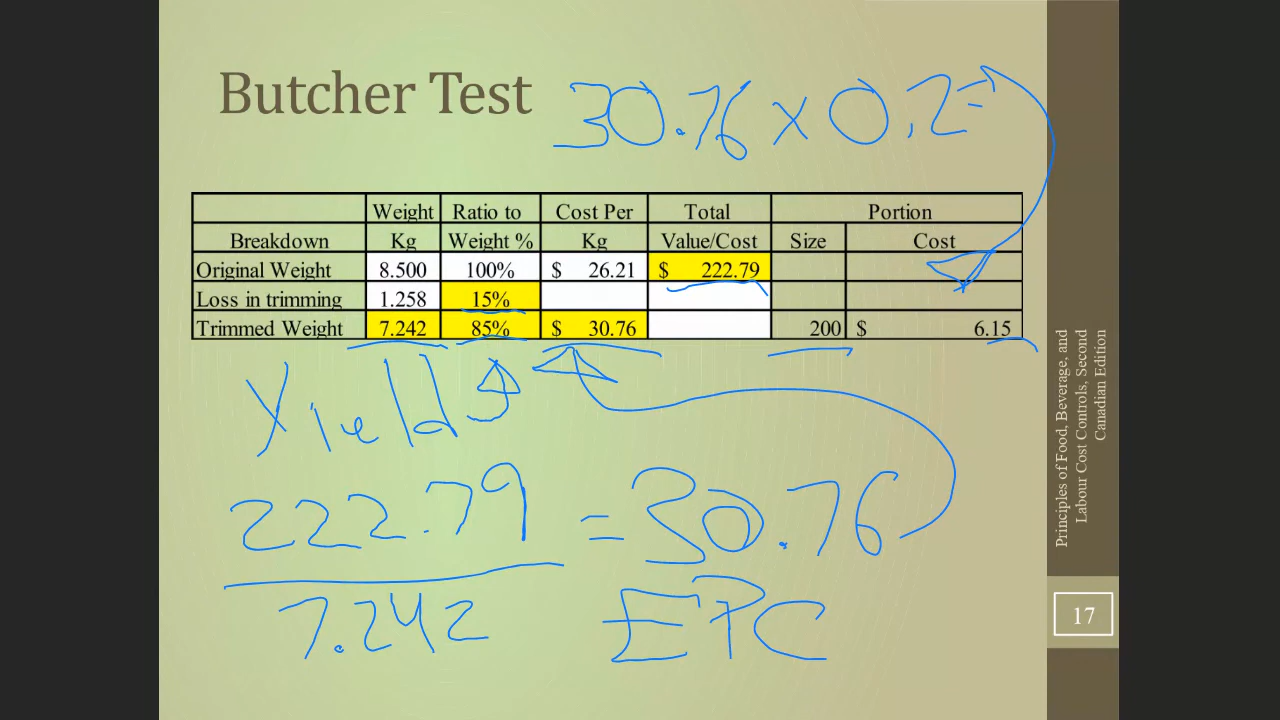 Butcher Test
30.76 x 0.2 =
Weight Ratio to Cost Per Total Portion
Breakdown Kg Weight % Kg Value/Cost Size Cost
Original Weight 8.500 100% $ 26.21 $ 222.79
Loss in trimming 1.258 15%
Trimmed Weight 7.242 85% $ 30.76 200 $ 6.15
Yield
222.79 = 30.76
7.242 EPC
Principles of Food, Beverage, and
Labour Cost Controls, Second
Canadian Edition
17